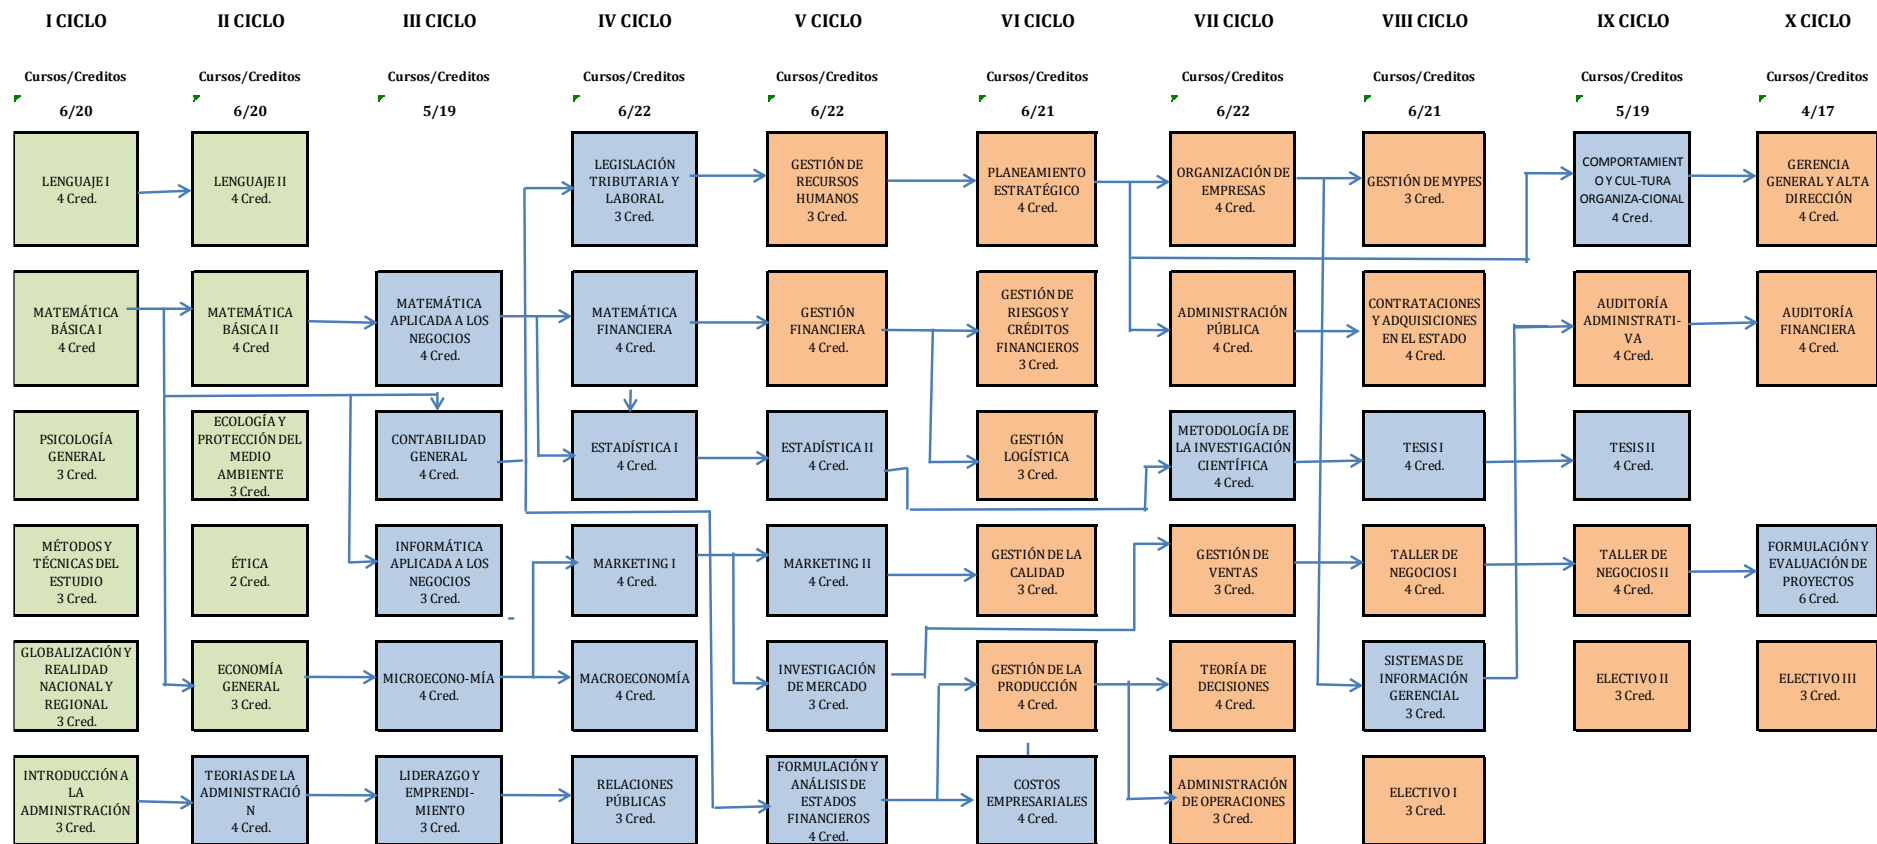 I CICLO
II CICLO
III CICLO
IV CICLO
V CICLO
VI CICLO
VII CICLO
VIII CICLO
IX CICLO
X CICLO
Cursos/Creditos
Cursos/Creditos
Cursos/Creditos
Cursos/Creditos
Cursos/Creditos
Cursos/Creditos
Cursos/Creditos
Cursos/Creditos
Cursos/Creditos
Cursos/Creditos
6/20
6/20
5/19
6/22
6/22
6/21
6/22
6/21
5/19
4/17
LENGUAJE I
4 Cred.
LENGUAJE II
4 Cred.
LEGISLACIÓN
TRIBUTARIA Y
LABORAL
3 Cred.
GESTIÓN DE
RECURSOS
HUMANOS
3 Cred.
PLANEAMIENTO
ESTRATÉGICO
4 Cred.
ORGANIZACIÓN DE
EMPRESAS
4 Cred.
GESTIÓN DE MYPES
3 Cred.
COMPORTAMIENT
O Y CUL-TURA
ORGANIZA-CIONAL
4 Cred.
GERENCIA
GENERAL Y ALTA
DIRECCIÓN
4 Cred.
MATEMÁTICA
BÁSICA I
4 Cred
MATEMÁTICA
BÁSICA II
4 Cred
MATEMÁTICA
APLICADA A LOS
NEGOCIOS
4 Cred.
MATEMÁTICA
FINANCIERA
4 Cred.
GESTIÓN
FINANCIERA
4 Cred.
GESTIÓN DE
RIESGOS Y
CRÉDITOS
FINANCIEROS
3 Cred.
ADMINISTRACIÓN
PÚBLICA
4 Cred.
CONTRATACIONES
Y ADQUISICIONES
EN EL ESTADO
4 Cred.
AUDITORÍA
ADMINISTRATI-
VA
4 Cred.
AUDITORÍA
FINANCIERA
4 Cred.
PSICOLOGÍA
GENERAL
3 Cred.
ECOLOGÍA Y
PROTECCIÓN DEL
MEDIO
AMBIENTE
3 Cred.
CONTABILIDAD
GENERAL
4 Cred.
ESTADÍSTICA I
4 Cred.
ESTADÍSTICA II
4 Cred.
GESTIÓN
LOGÍSTICA
3 Cred.
METODOLOGÍA DE
LA INVESTIGACIÓN
CIENTÍFICA
4 Cred.
TESIS I
4 Cred.
TESIS II
4 Cred.
MÉTODOS Y
TÉCNICAS DEL
ESTUDIO
3 Cred.
ÉTICA
2 Cred.
INFORMÁTICA
APLICADA A LOS
NEGOCIOS
3 Cred.
MARKETING I
4 Cred.
MARKETING II
4 Cred.
GESTIÓN DE LA
CALIDAD
3 Cred.
GESTIÓN DE
VENTAS
3 Cred.
TALLER DE
NEGOCIOS I
4 Cred.
TALLER DE
NEGOCIOS II
4 Cred.
FORMULACIÓN Y
EVALUACIÓN DE
PROYECTOS
6 Cred.
GLOBALIZACIÓN Y
REALIDAD
NACIONAL Y
REGIONAL
3 Cred.
ECONOMÍA
GENERAL
3 Cred.
MICROECONO-MÍA
4 Cred.
MACROECONOMÍA
4 Cred.
INVESTIGACIÓN
DE MERCADO
3 Cred.
GESTIÓN DE LA
PRODUCCIÓN
4 Cred.
TEORÍA DE
DECISIONES
4 Cred.
SISTEMAS DE
INFORMACIÓN
GERENCIAL
3 Cred.
ELECTIVO II
3 Cred.
ELECTIVO III
3 Cred.
INTRODUCCIÓN A
LA
ADMINISTRACIÓN
3 Cred.
TEORIAS DE LA
ADMINISTRACIÓ
N
4 Cred.
LIDERAZGO Y
EMPRENDI-
MIENTO
3 Cred.
RELACIONES
PÚBLICAS
3 Cred.
FORMULACIÓN Y
ANÁLISIS DE
ESTADOS
FINANCIEROS
4 Cred.
COSTOS
EMPRESARIALES
4 Cred.
ADMINISTRACIÓN
DE OPERACIONES
3 Cred.
ELECTIVO I
3 Cred.